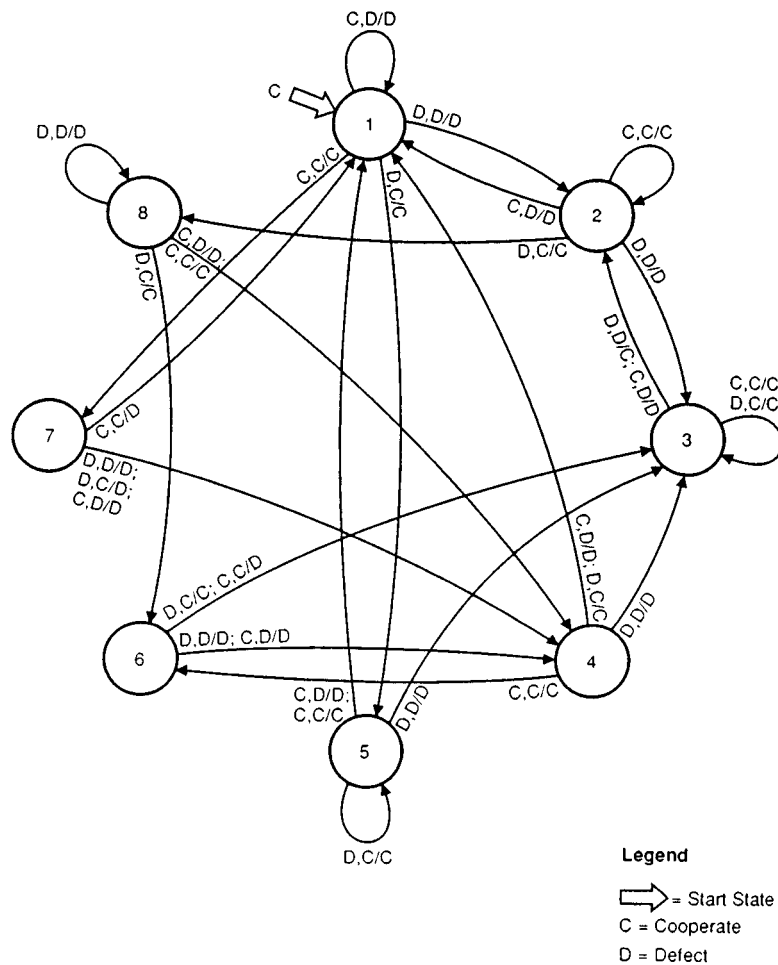 C,D/D
C
1
D,D/D
D,D/D
C,C/C
C,C/C
D,C/C
8
2
C,D/D
C,D/D;
C,C/C
D,C/C
D,C/C
D,D/D
D,D/C; C,D/D
C,C/C
D,C/C
3
7
C,C/D
D,D/D;
D,C/D;
C,D/D
C,D/D; D,C/C
D,C/C; C,C/D
D,D/D
6
D,D/D; C,D/D
4
C,C/C
C,D/D;
C,C/C
D,D/D
5
D,C/C
Legend
= Start State
C = Cooperate
D = Defect